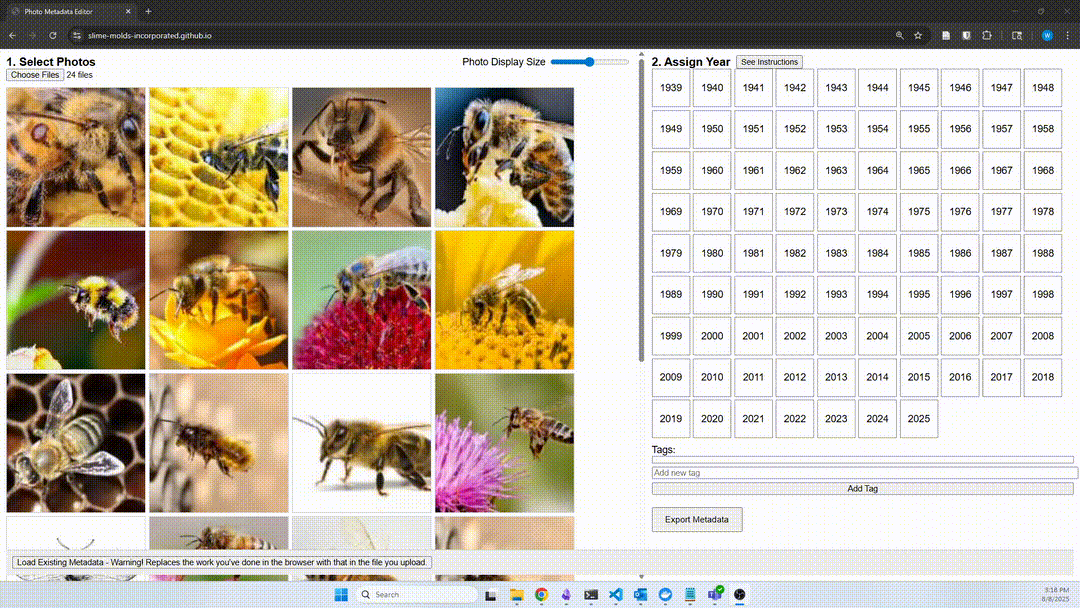 Photo Metadata Editor
slime-molds-incorporated.github.io
W
1. Select Photos
Choose Files 24 files
Photo Display Size
2. Assign Year See Instructions
1939 1940 1941 1942 1943 1944 1945 1946 1947 1948
1949 1950 1951 1952 1953 1954 1955 1956 1957 1958
1959 1960 1961 1962 1963 1964 1965 1966 1967 1968
1969 1970 1971 1972 1973 1974 1975 1976 1977 1978
1979 1980 1981 1982 1983 1984 1985 1986 1987 1988
1989 1990 1991 1992 1993 1994 1995 1996 1997 1998
1999 2000 2001 2002 2003 2004 2005 2006 2007 2008
2009 2010 2011 2012 2013 2014 2015 2016 2017 2018
2019 2020 2021 2022 2023 2024 2025
Tags:
Add new tag
Add Tag
Export Metadata
Load Existing Metadata - Warning! Replaces the work you've done in the browser with that in the file you upload.
Search
3:18 PM
8/8/2025